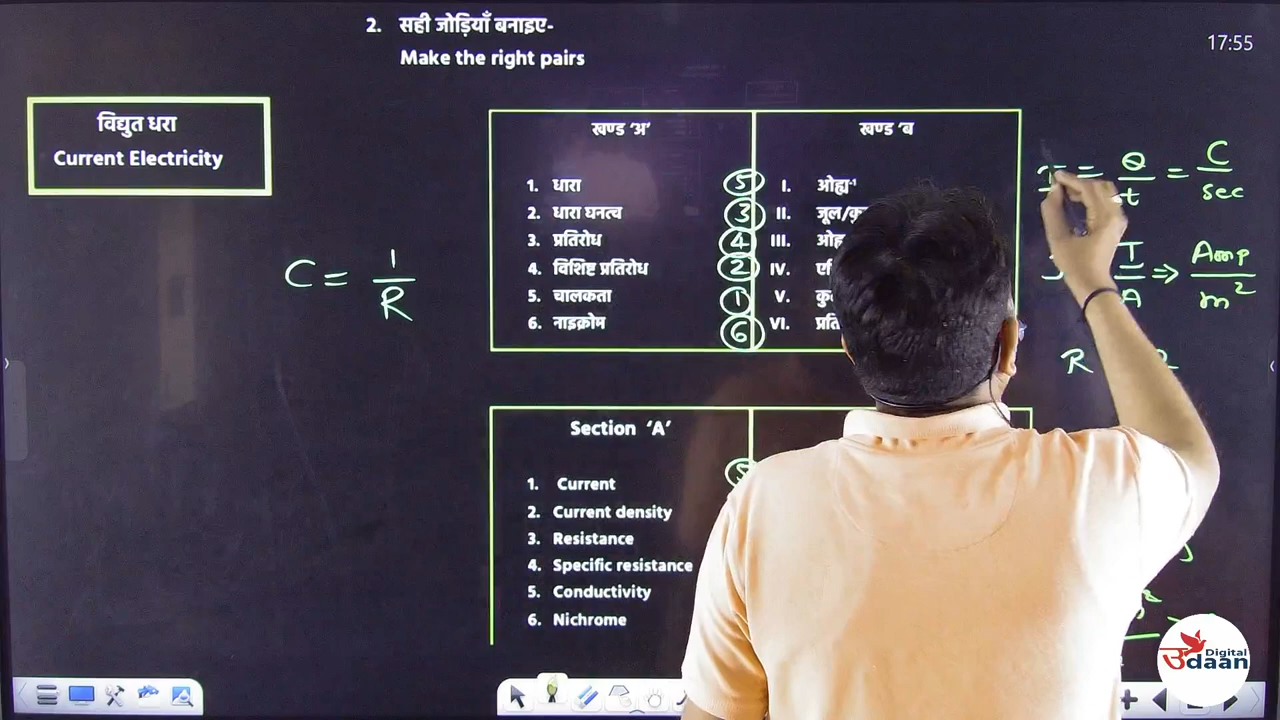 2. सही जोड़ियाँ बनाइए-
Make the right pairs
17:55
विद्युत धरा
Current Electricity
C = 1/R
खण्ड ‘अ’ खण्ड ‘ब
1. धारा 5 I. ओह्म-1
2. धारा घनत्व 3 II. जूल/
3. प्रतिरोध 4 III.
4. विशिष्ट प्रतिरोध 2 IV.
5. चालकता 1 V.
6. नाइक्रोम 6 VI.
= Q/t = C/sec
I/A ⇒ Amp/m²
R
Section ‘A’
1. Current 5
2. Current density
3. Resistance
4. Specific resistance
5. Conductivity
6. Nichrome
Digital
उdaan